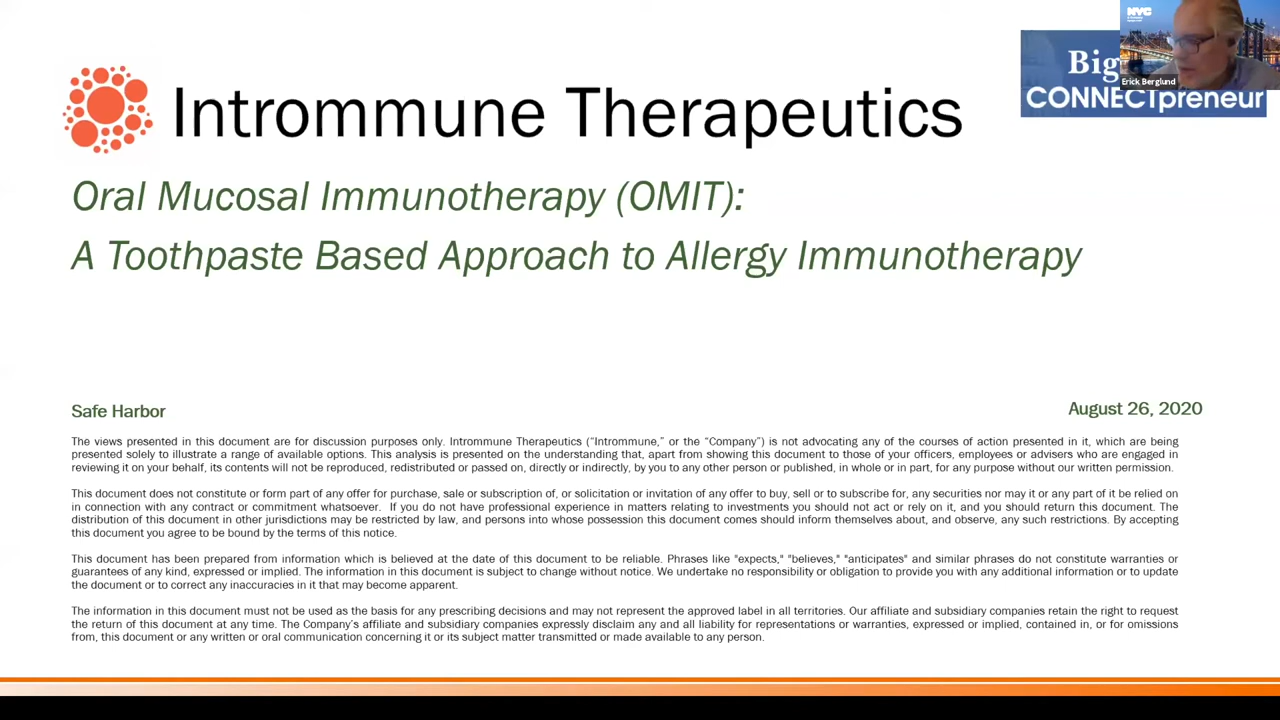 NYC
Big
CONNECTpreneur
Erick Berglund
Intrommune Therapeutics
Oral Mucosal Immunotherapy (OMIT):
A Toothpaste Based Approach to Allergy Immunotherapy
Safe Harbor
August 26, 2020
The views presented in this document are for discussion purposes only. Intrommune Therapeutics (“Intrommune,” or the “Company”) is not advocating any of the courses of action presented in it, which are being
presented solely to illustrate a range of available options. This analysis is presented on the understanding that, apart from showing this document to those of your officers, employees or advisers who are engaged in
reviewing it on your behalf, its contents will not be reproduced, redistributed or passed on, directly or indirectly, by you to any other person or published, in whole or in part, for any purpose without our written permission.
This document does not constitute or form part of any offer for purchase, sale or subscription of, or solicitation or invitation of any offer to buy, sell or to subscribe for, any securities nor may it or any part of it be relied on
in connection with any contract or commitment whatsoever. If you do not have professional experience in matters relating to investments you should not act or rely on it, and you should return this document. The
distribution of this document in other jurisdictions may be restricted by law, and persons into whose possession this document comes should inform themselves about, and observe, any such restrictions. By accepting
this document you agree to be bound by the terms of this notice.
This document has been prepared from information which is believed at the date of this document to be reliable. Phrases like "expects," "believes," "anticipates" and similar phrases do not constitute warranties or
guarantees of any kind, expressed or implied. The information in this document is subject to change without notice. We undertake no responsibility or obligation to provide you with any additional information or to update
the document or to correct any inaccuracies in it that may become apparent.
The information in this document must not be used as the basis for any prescribing decisions and may not represent the approved label in all territories. Our affiliate and subsidiary companies retain the right to request
the return of this document at any time. The Company’s affiliate and subsidiary companies expressly disclaim any and all liability for representations or warranties, expressed or implied, contained in, or for omissions
from, this document or any written or oral communication concerning it or its subject matter transmitted or made available to any person.